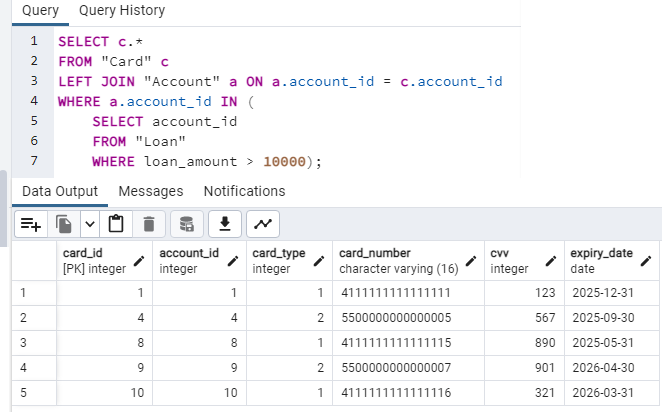 Query Query History
1 SELECT c.*
2 FROM "Card" c
3 LEFT JOIN "Account" a ON a.account_id = c.account_id
4 WHERE a.account_id IN (
5 SELECT account_id
6 FROM "Loan"
7 WHERE loan_amount > 10000);
Data Output Messages Notifications
card_id account_id card_type card_number cvv expiry_date
[PK] integer integer integer character varying (16) integer date
1 1 1 1 4111111111111111 123 2025-12-31
2 4 4 2 5500000000000005 567 2025-09-30
3 8 8 1 4111111111111115 890 2025-05-31
4 9 9 2 5500000000000007 901 2026-04-30
5 10 10 1 4111111111111116 321 2026-03-31